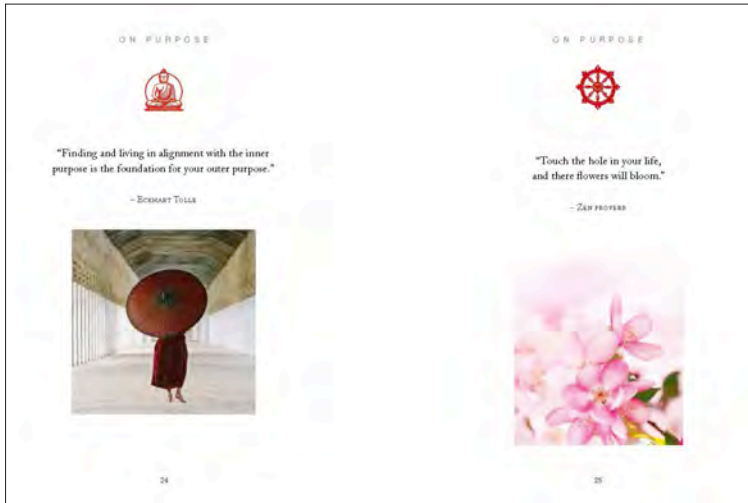 ON PURPOSE
“Finding and living in alignment with the inner
purpose is the foundation for your outer purpose.”
– Eckhart Tolle
24
ON PURPOSE
“Touch the hole in your life,
and there flowers will bloom.”
– Zen proverb
25